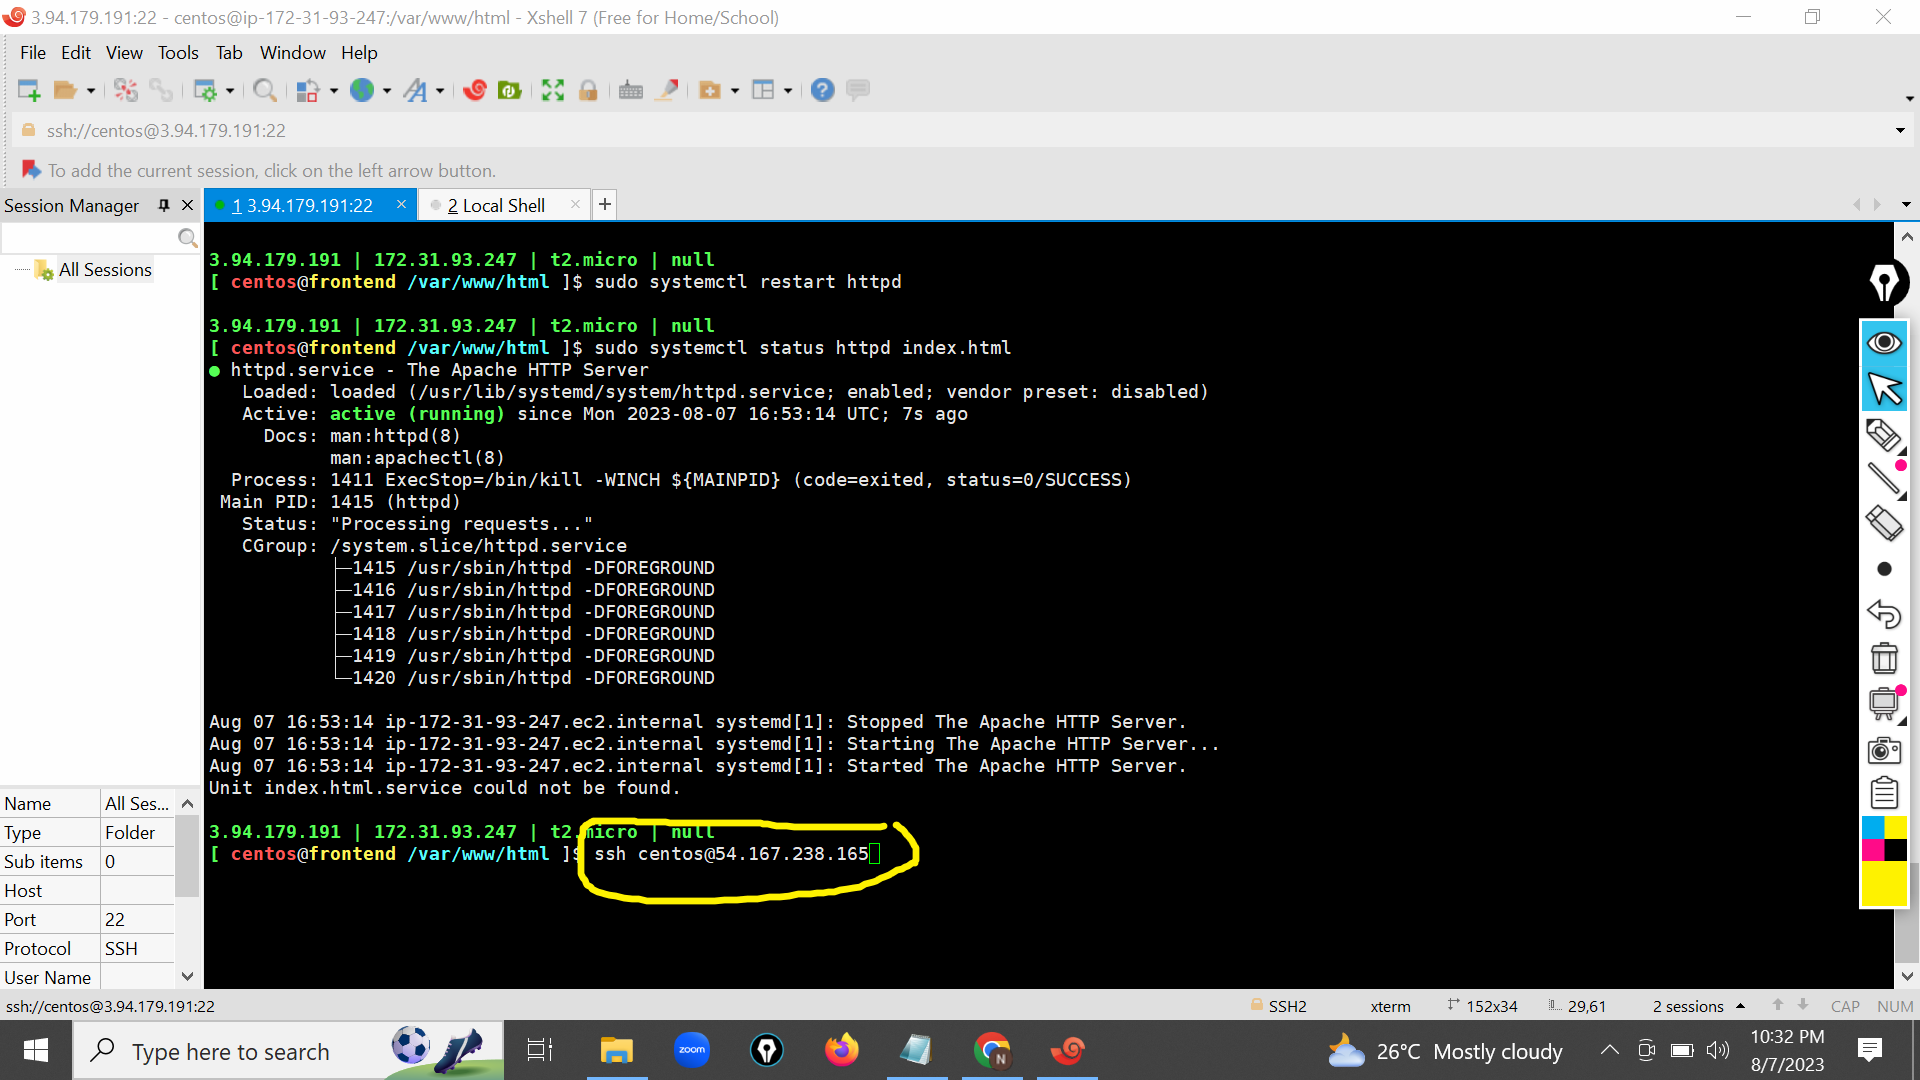 3.94.179.191:22 - centos@ip-172-31-93-247:/var/www/html - Xshell 7 (Free for Home/School)
File Edit View Tools Tab Window Help
ssh://centos@3.94.179.191:22
To add the current session, click on the left arrow button.
Session Manager
1 3.94.179.191:22
2 Local Shell
All Sessions
3.94.179.191 | 172.31.93.247 | t2.micro | null
[ centos@frontend /var/www/html ]$ sudo systemctl restart httpd
3.94.179.191 | 172.31.93.247 | t2.micro | null
[ centos@frontend /var/www/html ]$ sudo systemctl status httpd index.html
● httpd.service - The Apache HTTP Server
Loaded: loaded (/usr/lib/systemd/system/httpd.service; enabled; vendor preset: disabled)
Active: active (running) since Mon 2023-08-07 16:53:14 UTC; 7s ago
Docs: man:httpd(8)
man:apachectl(8)
Process: 1411 ExecStop=/bin/kill -WINCH ${MAINPID} (code=exited, status=0/SUCCESS)
Main PID: 1415 (httpd)
Status: "Processing requests..."
CGroup: /system.slice/httpd.service
├─1415 /usr/sbin/httpd -DFOREGROUND
├─1416 /usr/sbin/httpd -DFOREGROUND
├─1417 /usr/sbin/httpd -DFOREGROUND
├─1418 /usr/sbin/httpd -DFOREGROUND
├─1419 /usr/sbin/httpd -DFOREGROUND
└─1420 /usr/sbin/httpd -DFOREGROUND
Aug 07 16:53:14 ip-172-31-93-247.ec2.internal systemd[1]: Stopped The Apache HTTP Server.
Aug 07 16:53:14 ip-172-31-93-247.ec2.internal systemd[1]: Starting The Apache HTTP Server...
Aug 07 16:53:14 ip-172-31-93-247.ec2.internal systemd[1]: Started The Apache HTTP Server.
Unit index.html.service could not be found.
3.94.179.191 | 172.31.93.247 | t2.micro | null
[ centos@frontend /var/www/html ]$ ssh centos@54.167.238.165
Name All Ses...
Type Folder
Sub items 0
Host
Port 22
Protocol SSH
User Name
ssh://centos@3.94.179.191:22
SSH2
xterm
152x34
29,61
2 sessions
CAP NUM
Type here to search
zoom
N
26°C Mostly cloudy
10:32 PM
8/7/2023